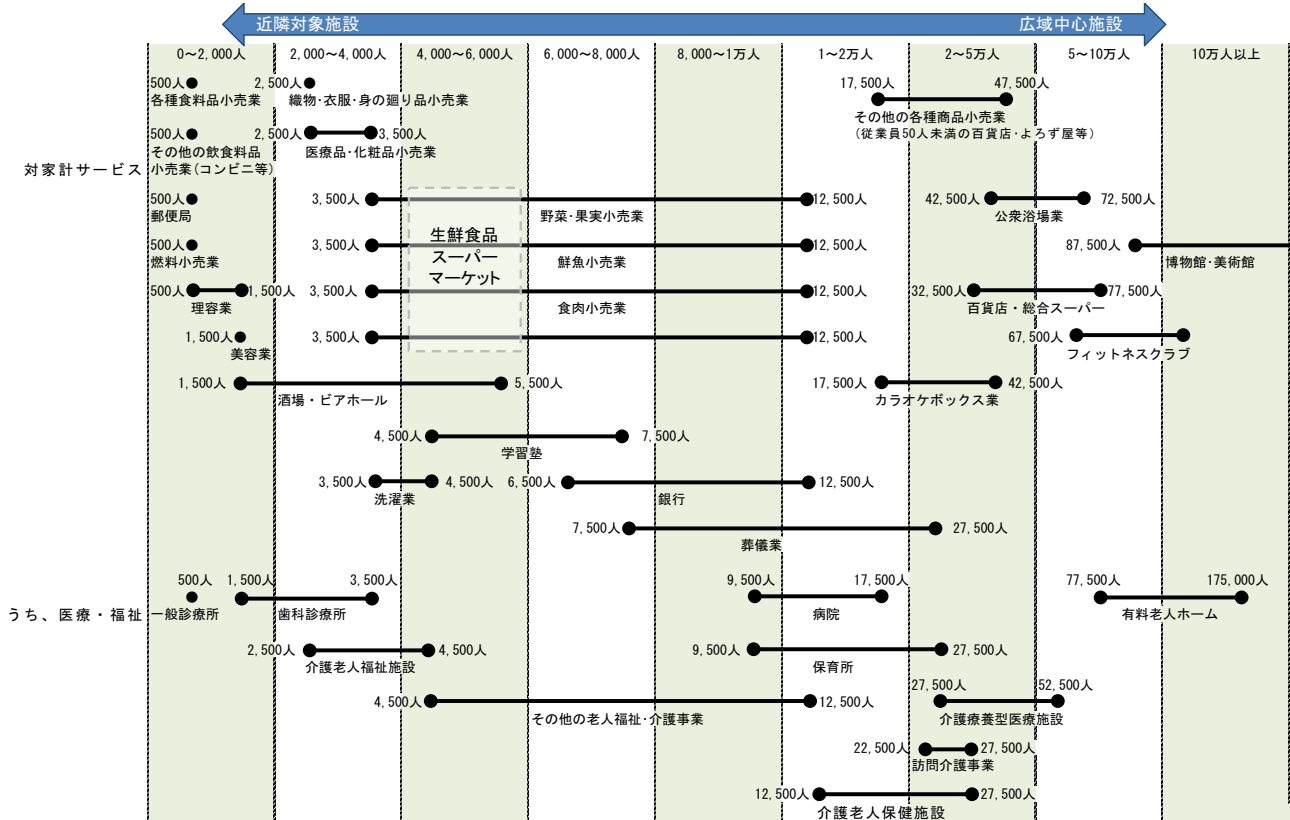 近隣対象施設 広域中心施設
0～2,000人 2,000～4,000人 4,000～6,000人 6,000～8,000人 8,000～1万人 1～2万人 2～5万人 5～10万人 10万人以上
500人 2,500人 17,500人 47,500人
各種食料品小売業 織物・衣服・身の廻り品小売業
その他の各種商品小売業
(従業員50人未満の百貨店・よろず屋等)
500人 2,500人 3,500人
その他の飲食料品 医療品・化粧品小売業
対家計サービス 小売業(コンビニ等)
500人 3,500人 12,500人 42,500人 72,500人
郵便局 野菜・果実小売業 公衆浴場業
生鮮食品
スーパー
マーケット
500人 3,500人 12,500人 87,500人
燃料小売業 鮮魚小売業 博物館・美術館
500人 1,500人 3,500人 12,500人 32,500人 77,500人
理容業 食肉小売業 百貨店・総合スーパー
1,500人 3,500人 12,500人 67,500人
美容業 フィットネスクラブ
1,500人 5,500人 17,500人 42,500人
酒場・ビアホール カラオケボックス業
4,500人 7,500人
学習塾
3,500人 4,500人 6,500人 12,500人
洗濯業 銀行
7,500人 27,500人
葬儀業
500人 1,500人 3,500人 9,500人 17,500人 77,500人 175,000人
うち、医療・福祉 一般診療所 歯科診療所 病院 有料老人ホーム
2,500人 4,500人 9,500人 27,500人
介護老人福祉施設 保育所
4,500人 12,500人 27,500人 52,500人
その他の老人福祉・介護事業 介護療養型医療施設
22,500人 27,500人
訪問介護事業
12,500人 27,500人
介護老人保健施設